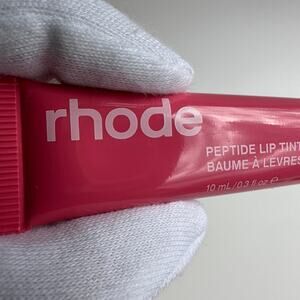 rhode
PEPTIDE LIP TINT
BAUME À LÈVRES
10 mL / 0.3 fl oz ℮